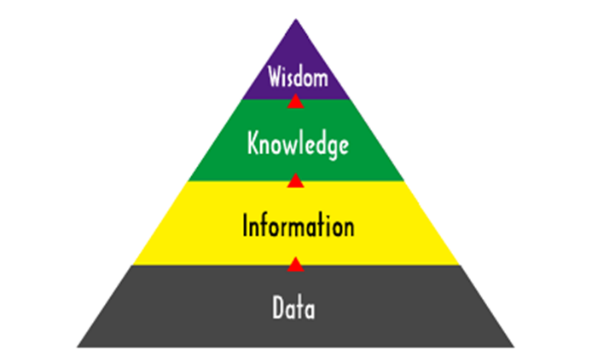 Wisdom
Knowledge
Information
Data